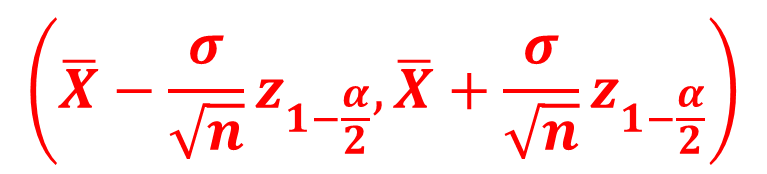 (X̅ − σ/√n z_{1−α/2}, X̅ + σ/√n z_{1−α/2})